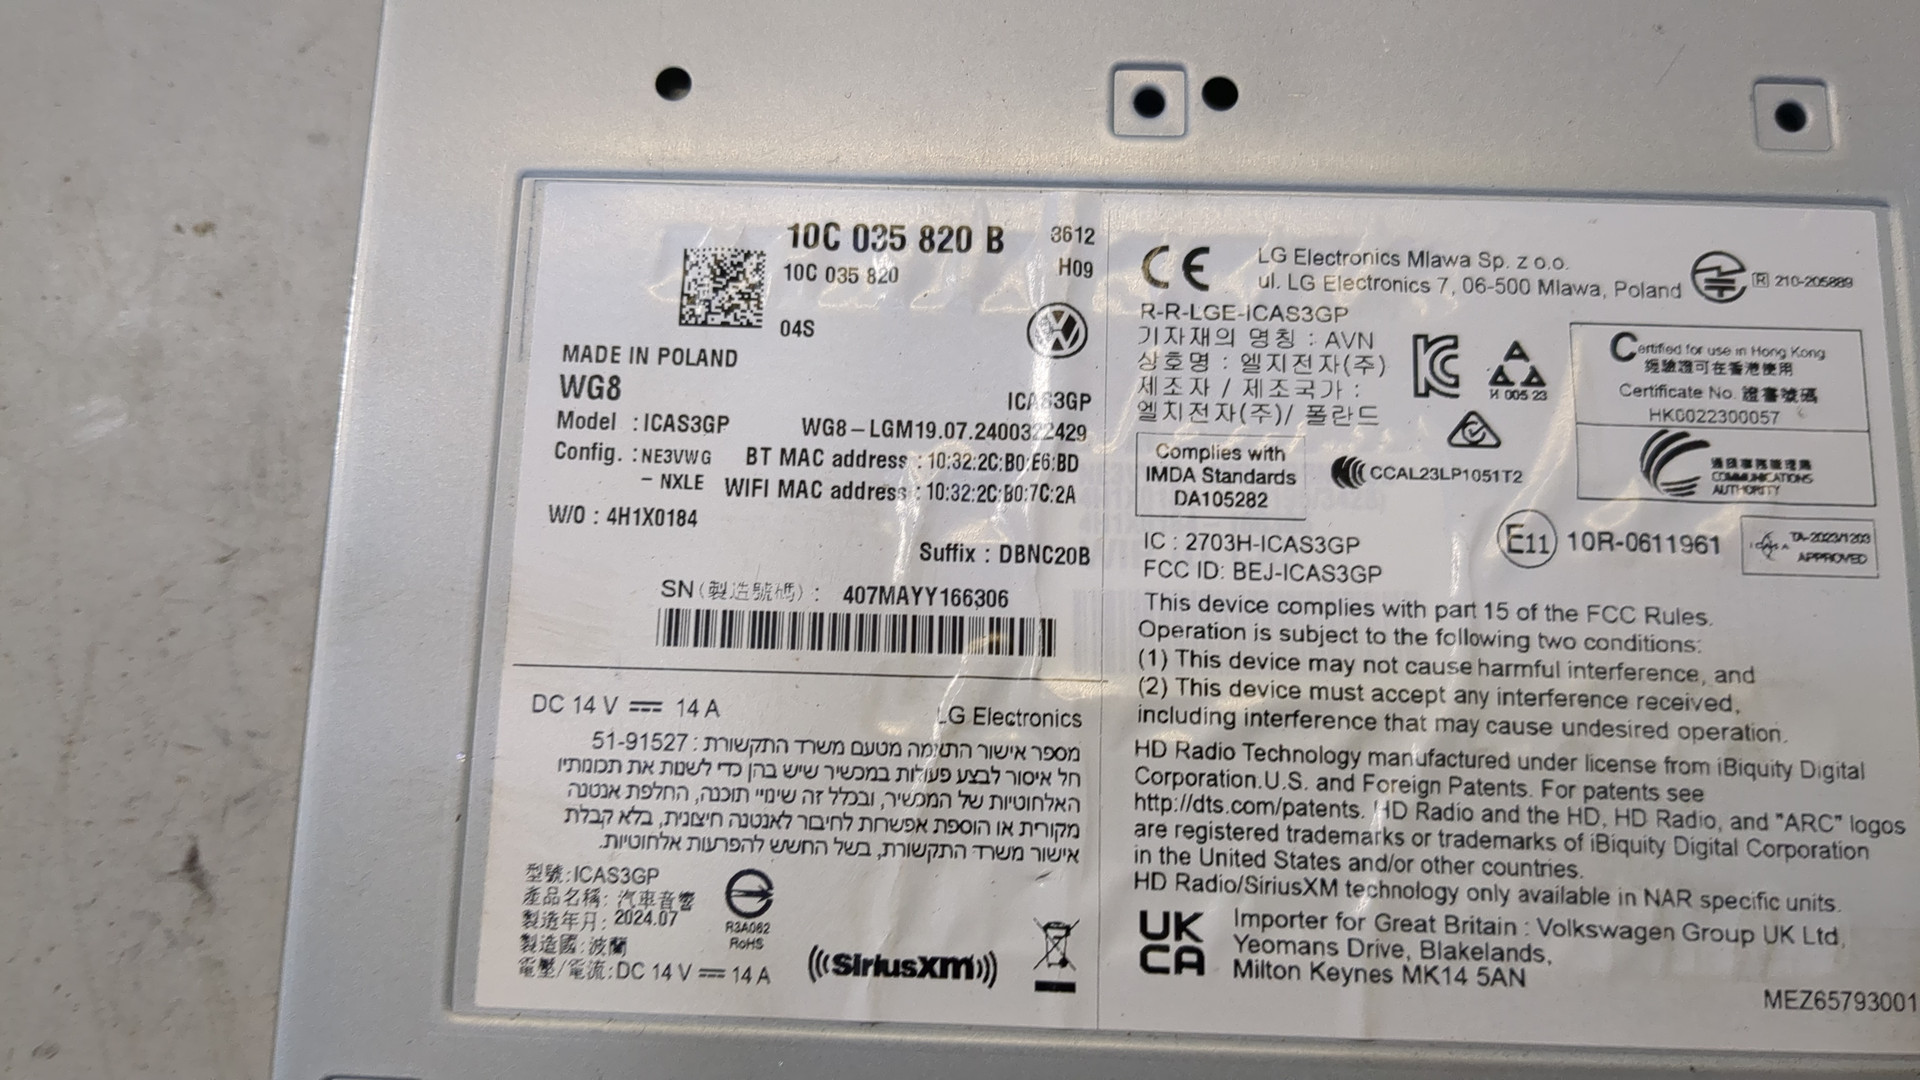 10C 035 820 B
3612
10C 035 820
H09
04S
MADE IN POLAND
WG8
ICAS3GP
Model : ICAS3GP
WG8-LGM19.07.2400322429
Config. : NE3VWG
- NXLE
BT MAC address : 10:32:2C:B0:E6:BD
WIFI MAC address : 10:32:2C:B0:7C:2A
W/O : 4H1X0184
Suffix : DBNC20B
SN(製造號碼) : 407MAYY166306
DC 14 V 14 A
LG Electronics
מספר אישור התאמה מטעם משרד התקשורת : 51-91527
חל איסור לבצע פעולות במכשיר שיש בהן כדי לשנות את תכונותיו
האלחוטיות של המכשיר, ובכלל זה שינויי תוכנה, החלפת אנטנה
מקורית או הוספת אפשרות לחיבור לאנטנה חיצונית, בלא קבלת
אישור משרד התקשורת, בשל החשש להפרעות אלחוטיות.
型號:ICAS3GP
產品名稱: 汽車音響
製造年月: 2024.07
製造國:波蘭
電壓/電流:DC 14 V 14 A
R3A062
RoHS
SiriusXM
CE
LG Electronics Mlawa Sp. z o.o.
ul. LG Electronics 7, 06-500 Mlawa, Poland
R 210-205889
R-R-LGE-ICAS3GP
기자재의 명칭 : AVN
상호명 : 엘지전자(주)
제조자 / 제조국가 :
엘지전자(주)/ 폴란드
H 005 23
Certified for use in Hong Kong
經驗證可在香港使用
Certificate No. 證書號碼
HK0022300057
通訊事務管理局
COMMUNICATIONS
AUTHORITY
Complies with
IMDA Standards
DA105282
CCAL23LP1051T2
IC : 2703H-ICAS3GP
FCC ID: BEJ-ICAS3GP
E11 10R-0611961
ICASA
TA-2023/1203
APPROVED
This device complies with part 15 of the FCC Rules.
Operation is subject to the following two conditions:
(1) This device may not cause harmful interference, and
(2) This device must accept any interference received,
including interference that may cause undesired operation.
HD Radio Technology manufactured under license from iBiquity Digital
Corporation.U.S. and Foreign Patents. For patents see
http://dts.com/patents. HD Radio and the HD, HD Radio, and "ARC" logos
are registered trademarks or trademarks of iBiquity Digital Corporation
in the United States and/or other countries.
HD Radio/SiriusXM technology only available in NAR specific units.
UK
CA
Importer for Great Britain : Volkswagen Group UK Ltd,
Yeomans Drive, Blakelands,
Milton Keynes MK14 5AN
MEZ65793001